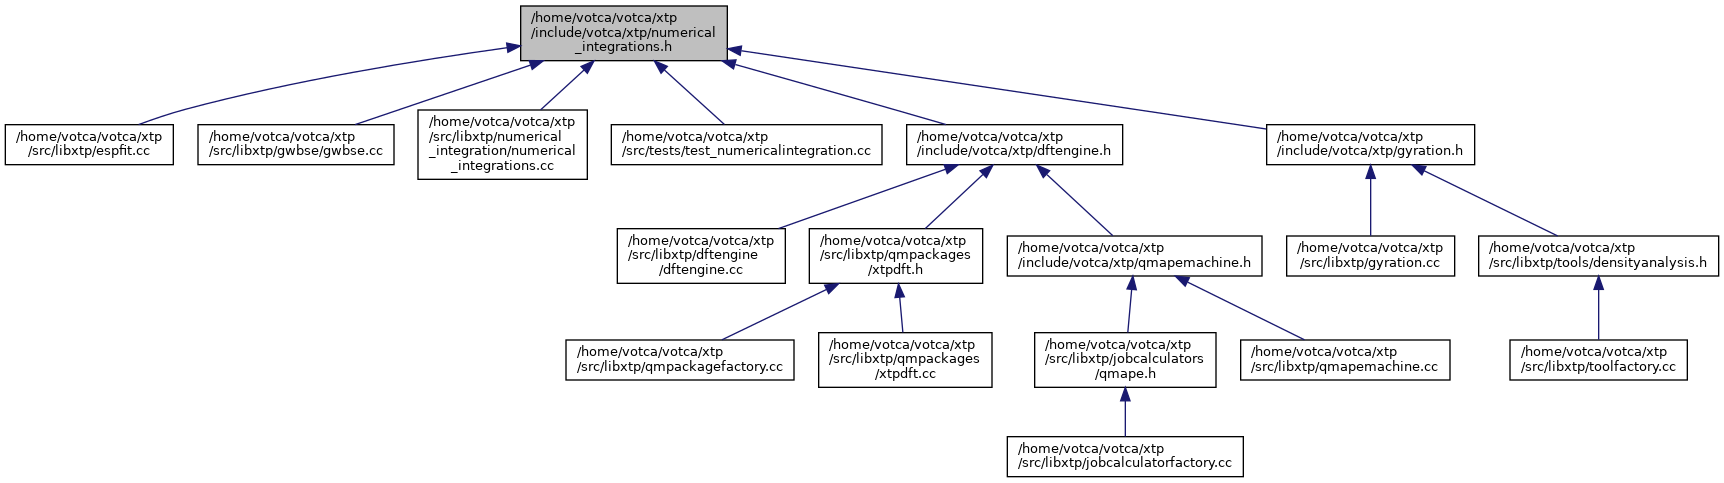 /home/votca/votca/xtp
/include/votca/xtp/numerical
_integrations.h
/home/votca/votca/xtp
/src/libxtp/espfit.cc
/home/votca/votca/xtp
/src/libxtp/gwbse/gwbse.cc
/home/votca/votca/xtp
/src/libxtp/numerical
_integration/numerical
_integrations.cc
/home/votca/votca/xtp
/src/tests/test_numericalintegration.cc
/home/votca/votca/xtp
/include/votca/xtp/dftengine.h
/home/votca/votca/xtp
/include/votca/xtp/gyration.h
/home/votca/votca/xtp
/src/libxtp/dftengine
/dftengine.cc
/home/votca/votca/xtp
/src/libxtp/qmpackages
/xtpdft.h
/home/votca/votca/xtp
/include/votca/xtp/qmapemachine.h
/home/votca/votca/xtp
/src/libxtp/gyration.cc
/home/votca/votca/xtp
/src/libxtp/tools/densityanalysis.h
/home/votca/votca/xtp
/src/libxtp/qmpackagefactory.cc
/home/votca/votca/xtp
/src/libxtp/qmpackages
/xtpdft.cc
/home/votca/votca/xtp
/src/libxtp/jobcalculators
/qmape.h
/home/votca/votca/xtp
/src/libxtp/qmapemachine.cc
/home/votca/votca/xtp
/src/libxtp/toolfactory.cc
/home/votca/votca/xtp
/src/libxtp/jobcalculatorfactory.cc